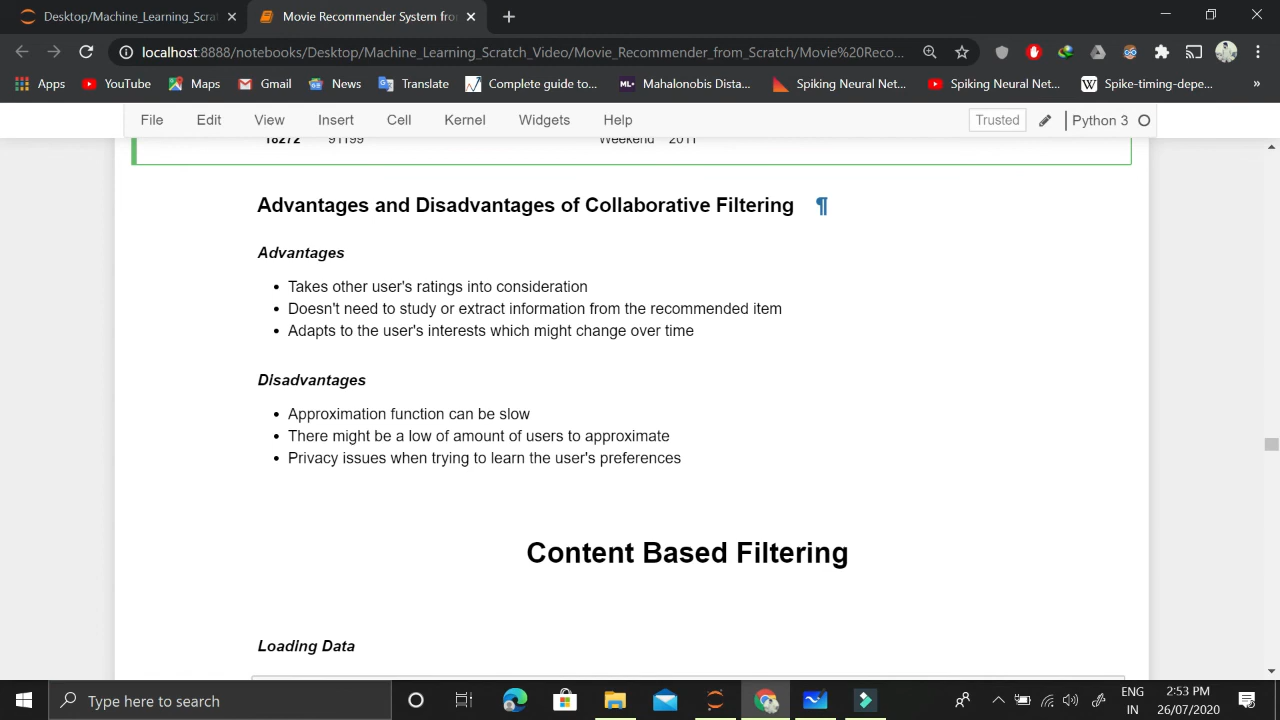 Desktop/Machine_Learning_Scrat
Movie Recommender System from
localhost:8888/notebooks/Desktop/Machine_Learning_Scratch_Video/Movie_Recommender_from_Scratch/Movie%20Reco...
Apps YouTube Maps Gmail News Translate Complete guide to... ML+ Mahalonobis Dista... Spiking Neural Net... Spiking Neural Net... W Spike-timing-depe... »
File Edit View Insert Cell Kernel Widgets Help Trusted Python 3
18272 91199 Weekend 2011
Advantages and Disadvantages of Collaborative Filtering ¶
Advantages
• Takes other user's ratings into consideration
• Doesn't need to study or extract information from the recommended item
• Adapts to the user's interests which might change over time
Disadvantages
• Approximation function can be slow
• There might be a low of amount of users to approximate
• Privacy issues when trying to learn the user's preferences
Content Based Filtering
Loading Data
Type here to search
ENG 2:53 PM
IN 26/07/2020